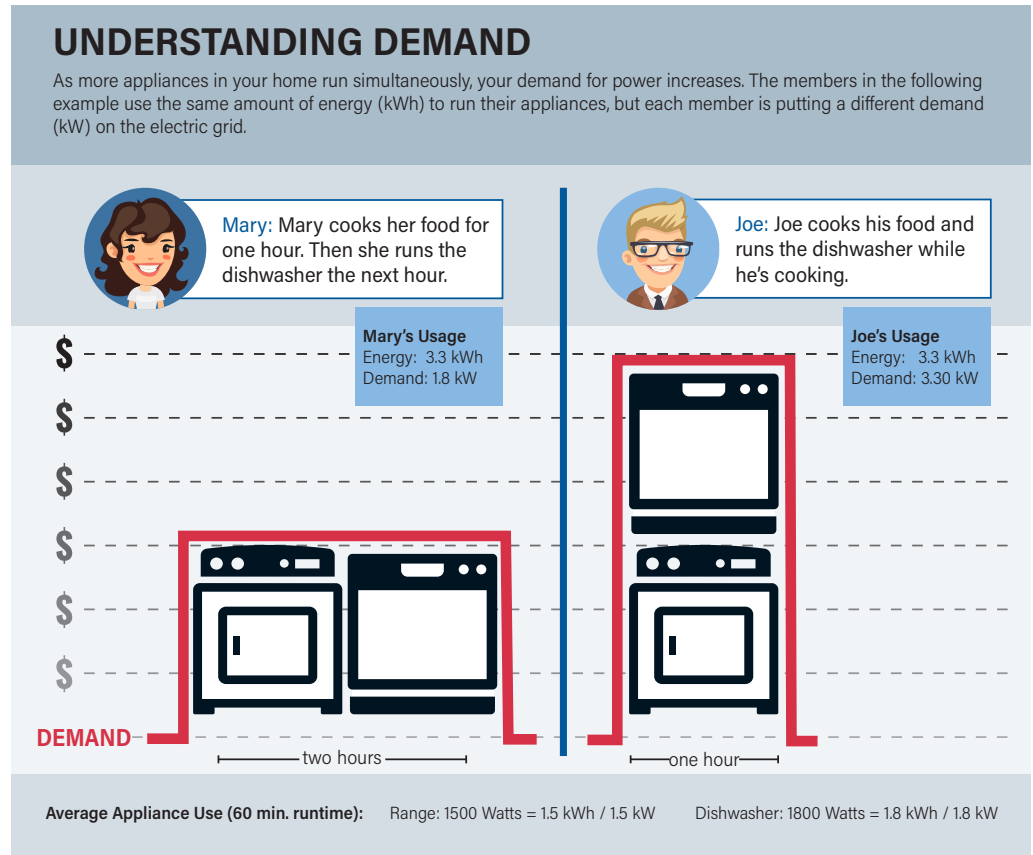 UNDERSTANDING DEMAND
As more appliances in your home run simultaneously, your demand for power increases. The members in the following
example use the same amount of energy (kWh) to run their appliances, but each member is putting a different demand
(kW) on the electric grid.
Mary: Mary cooks her food for
one hour. Then she runs the
dishwasher the next hour.
Joe: Joe cooks his food and
runs the dishwasher while
he's cooking.
Mary's Usage
Energy: 3.3 kWh
Demand: 1.8 kW
Joe's Usage
Energy: 3.3 kWh
Demand: 3.30 kW
$
$
$
$
$
$
DEMAND
two hours
one hour
Average Appliance Use (60 min. runtime): Range: 1500 Watts = 1.5 kWh / 1.5 kW Dishwasher: 1800 Watts = 1.8 kWh / 1.8 kW